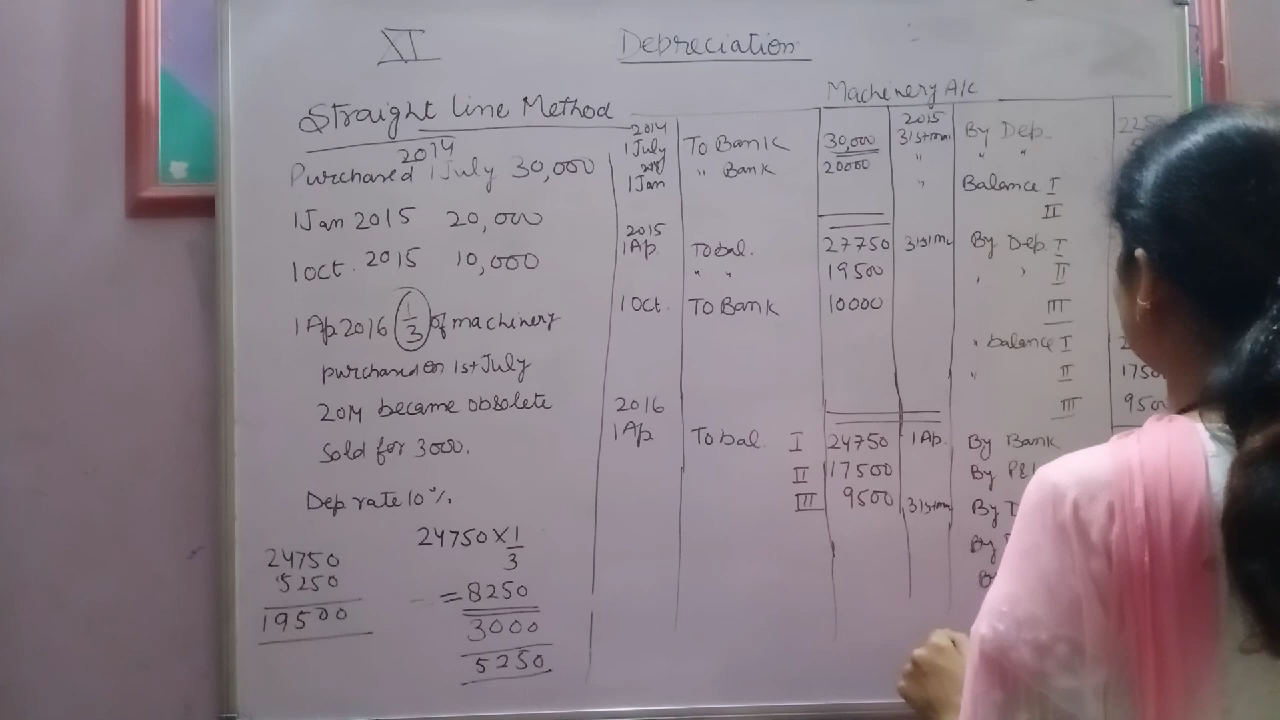 XI
Depreciation
Straight Line Method
2014
Purchased 1 July 30,000
1 Jan 2015 20,000
1 Oct. 2015 10,000
1 Ap 2016 1/3 of machinery
purchased on 1st July
2014 became obsolete
Sold for 3000.
Dep rate 10%.
24750
5250
19500
24750 × 1/3
= 8250
3000
5250
Machinery A/c
2014 2015
1 July To Bank 30,000 31st Mar By Dep.
1 Jan " Bank 20000 " " "
" Balance I
II
2015
1 Ap. To bal. 27750 31st Mar By Dep. I
" " 19500 " " II
1 Oct. To Bank 10000 III
" balance I
" II 1750
III 950
2016
1 Ap To bal. I 24750 1 Ap. By Bank
II 17500 By P&L
III 9500 31st Mar By
By